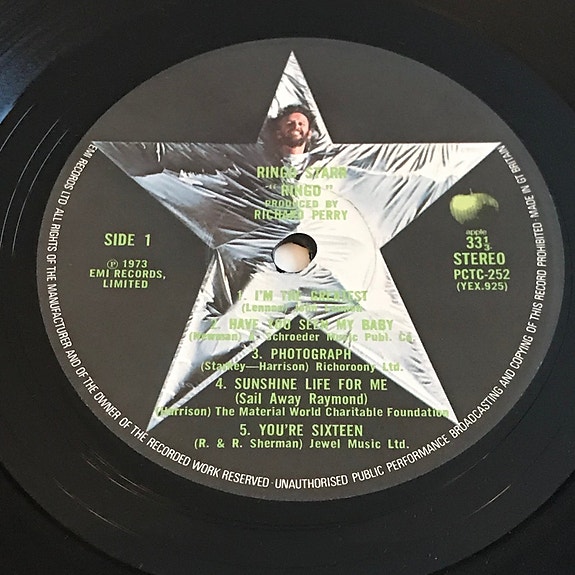 RINGO STARR
"RINGO"
PRODUCED BY
RICHARD PERRY
SIDE 1
℗ 1973
EMI RECORDS,
LIMITED
apple
33⅓
STEREO
PCTC-252
(YEX.925)
1. I'M THE GREATEST
(Lennon
2. HAVE YOU SEEN MY BABY
(Newman) A. Schroeder Music Publ. Co.
3. PHOTOGRAPH
(Starkey—Harrison) Richoroony Ltd.
4. SUNSHINE LIFE FOR ME
(Sail Away Raymond)
(Harrison) The Material World Charitable Foundation
5. YOU'RE SIXTEEN
(R. & R. Sherman) Jewel Music Ltd.
EMI RECORDS LTD ALL RIGHTS OF THE MANUFACTURER AND OF THE OWNER OF THE RECORDED WORK RESERVED·UNAUTHORISED PUBLIC PERFORMANCE BROADCASTING AND COPYING OF THIS RECORD PROHIBITED·MADE IN GT BRITAIN